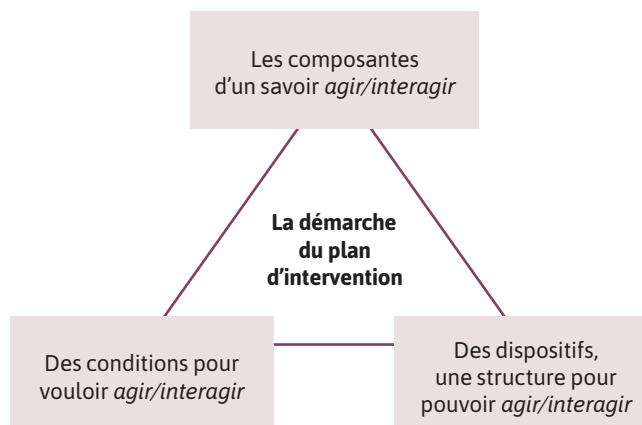 Les composantes
d'un savoir agir/interagir
La démarche
du plan
d'intervention
Des conditions pour
vouloir agir/interagir
Des dispositifs,
une structure pour
pouvoir agir/interagir